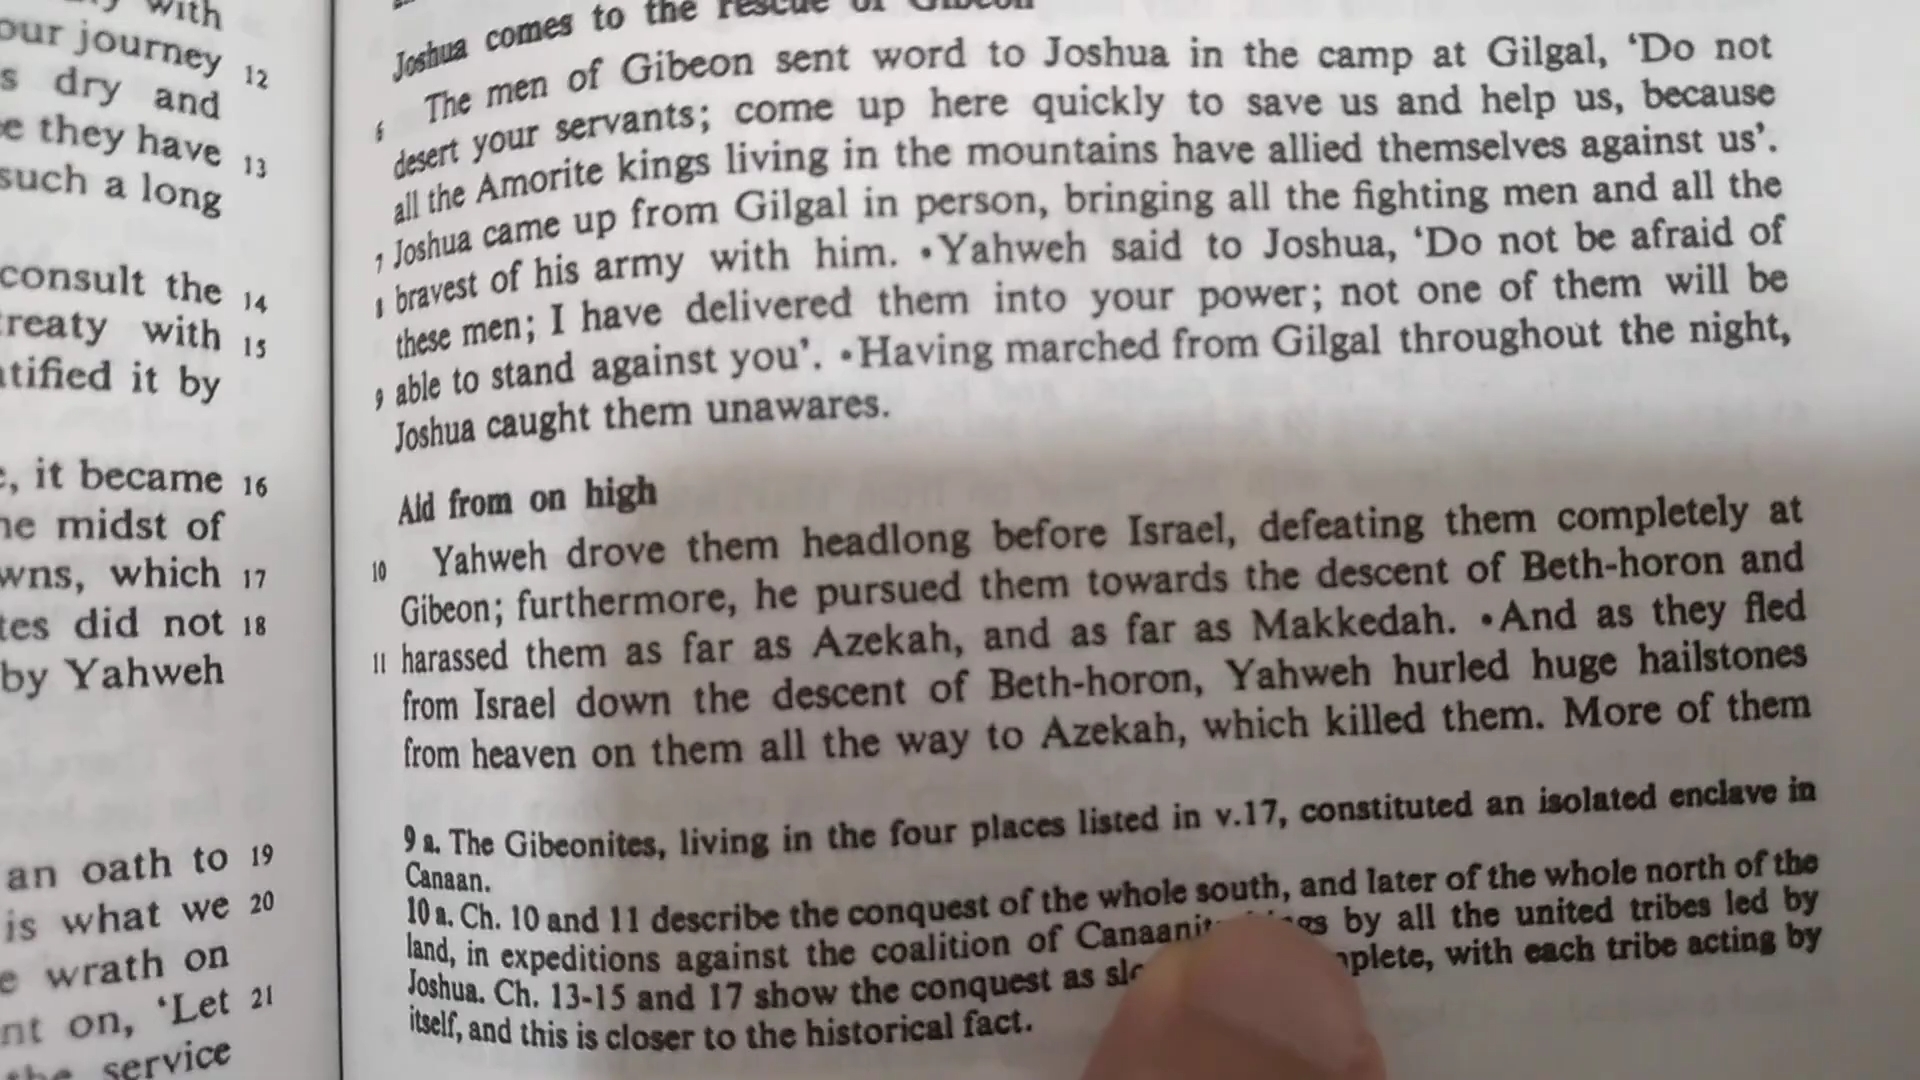 with
our journey 12
s dry and
e they have 13
such a long
consult the 14
treaty with 15
atified it by
, it became 16
he midst of
wns, which 17
tes did not 18
by Yahweh
an oath to 19
is what we 20
e wrath on
nt on, ‘Let 21
the service
Joshua comes to the rescue of Gibeon
6 The men of Gibeon sent word to Joshua in the camp at Gilgal, ‘Do not
desert your servants; come up here quickly to save us and help us, because
all the Amorite kings living in the mountains have allied themselves against us’.
7 Joshua came up from Gilgal in person, bringing all the fighting men and all the
8 bravest of his army with him. •Yahweh said to Joshua, ‘Do not be afraid of
these men; I have delivered them into your power; not one of them will be
9 able to stand against you’. •Having marched from Gilgal throughout the night,
Joshua caught them unawares.
Aid from on high
10 Yahweh drove them headlong before Israel, defeating them completely at
Gibeon; furthermore, he pursued them towards the descent of Beth-horon and
11 harassed them as far as Azekah, and as far as Makkedah. •And as they fled
from Israel down the descent of Beth-horon, Yahweh hurled huge hailstones
from heaven on them all the way to Azekah, which killed them. More of them
9 a. The Gibeonites, living in the four places listed in v.17, constituted an isolated enclave in
Canaan.
10 a. Ch. 10 and 11 describe the conquest of the whole south, and later of the whole north of the
land, in expeditions against the coalition of by all the united tribes led by
Joshua. Ch. 13-15 and 17 show the conquest as with each tribe acting by
itself, and this is closer to the historical fact.